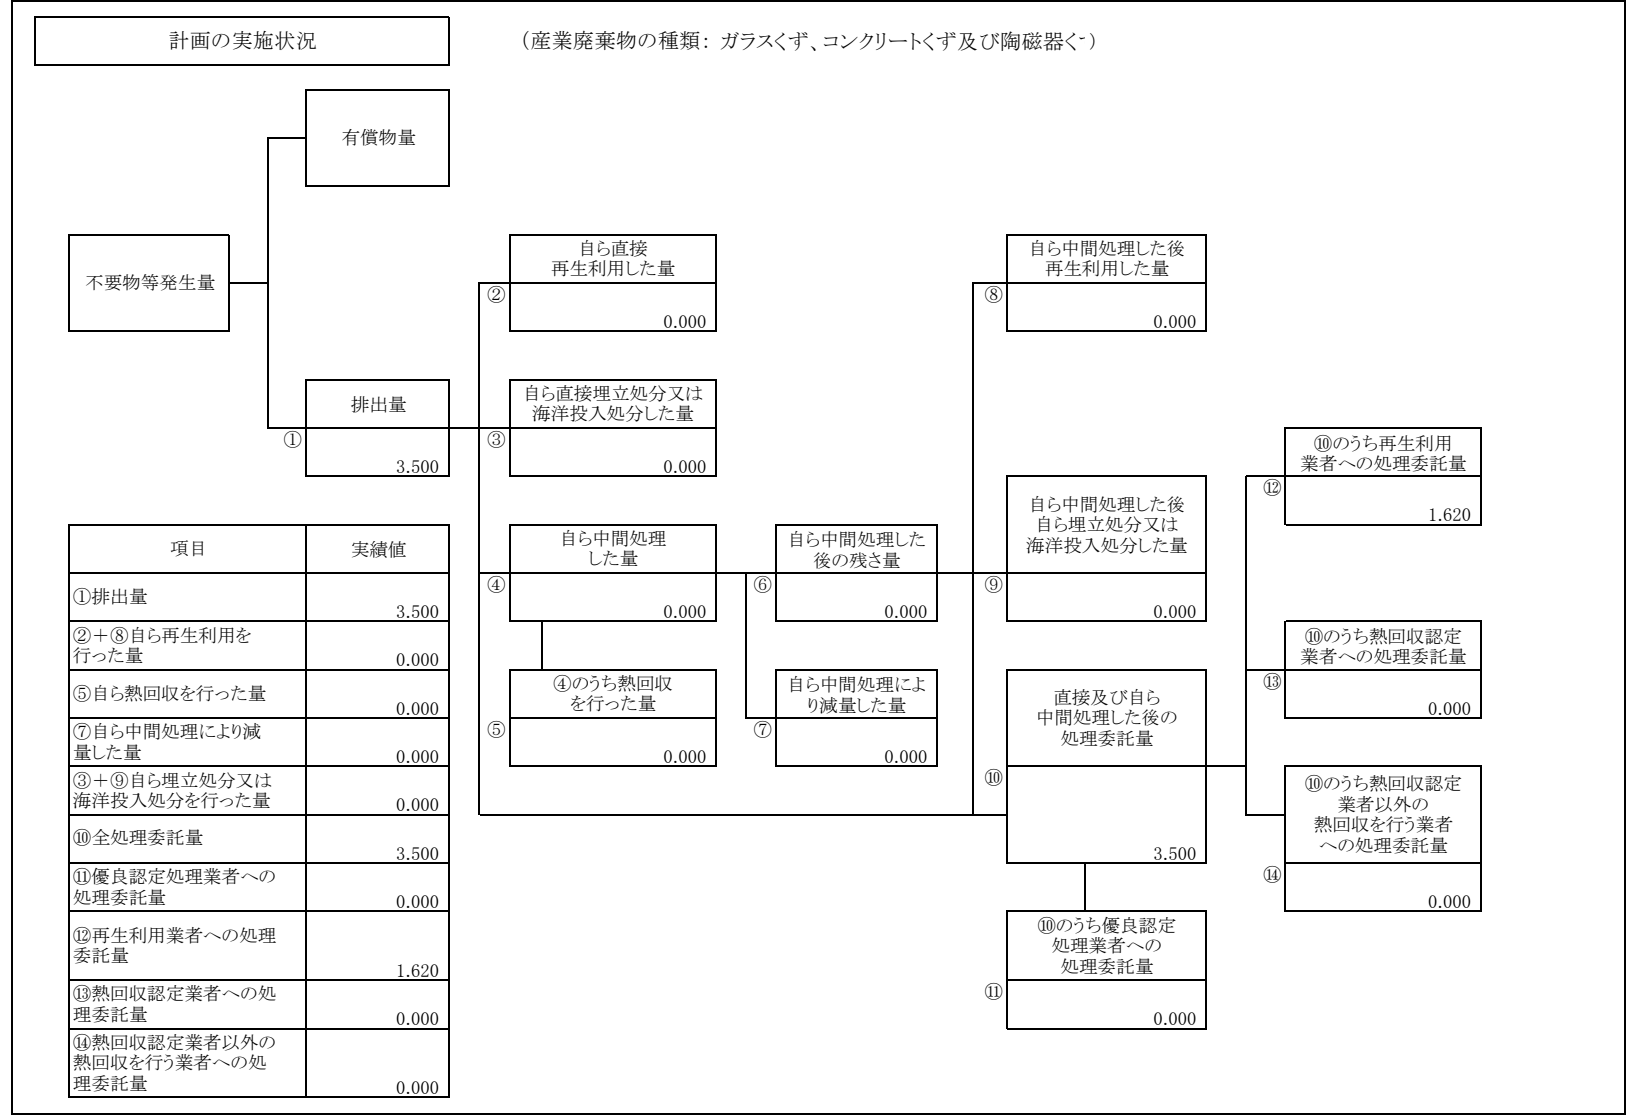 計画の実施状況
(産業廃棄物の種類: ガラスくず、コンクリートくず及び陶磁器く )
有償物量
不要物等発生量
自ら直接
再生利用した量
②
0.000
自ら中間処理した後
再生利用した量
⑧
0.000
排出量
①
3.500
自ら直接埋立処分又は
海洋投入処分した量
③
0.000
⑩のうち再生利用
業者への処理委託量
⑫
1.620
自ら中間処理した後
自ら埋立処分又は
海洋投入処分した量
⑨
0.000
自ら中間処理
した量
④
0.000
自ら中間処理した
後の残さ量
⑥
0.000
⑩のうち熱回収認定
業者への処理委託量
⑬
0.000
④のうち熱回収
を行った量
⑤
0.000
自ら中間処理によ
り減量した量
⑦
0.000
直接及び自ら
中間処理した後の
処理委託量
⑩
3.500
⑩のうち熱回収認定
業者以外の
熱回収を行う業者
への処理委託量
⑭
0.000
⑩のうち優良認定
処理業者への
処理委託量
⑪
0.000
項目 実績値
①排出量
3.500
②＋⑧自ら再生利用を
行った量
0.000
⑤自ら熱回収を行った量
0.000
⑦自ら中間処理により減
量した量
0.000
③＋⑨自ら埋立処分又は
海洋投入処分を行った量
0.000
⑩全処理委託量
3.500
⑪優良認定処理業者への
処理委託量
0.000
⑫再生利用業者への処理
委託量
1.620
⑬熱回収認定業者への処
理委託量
0.000
⑭熱回収認定業者以外の
熱回収を行う業者への処
理委託量
0.000